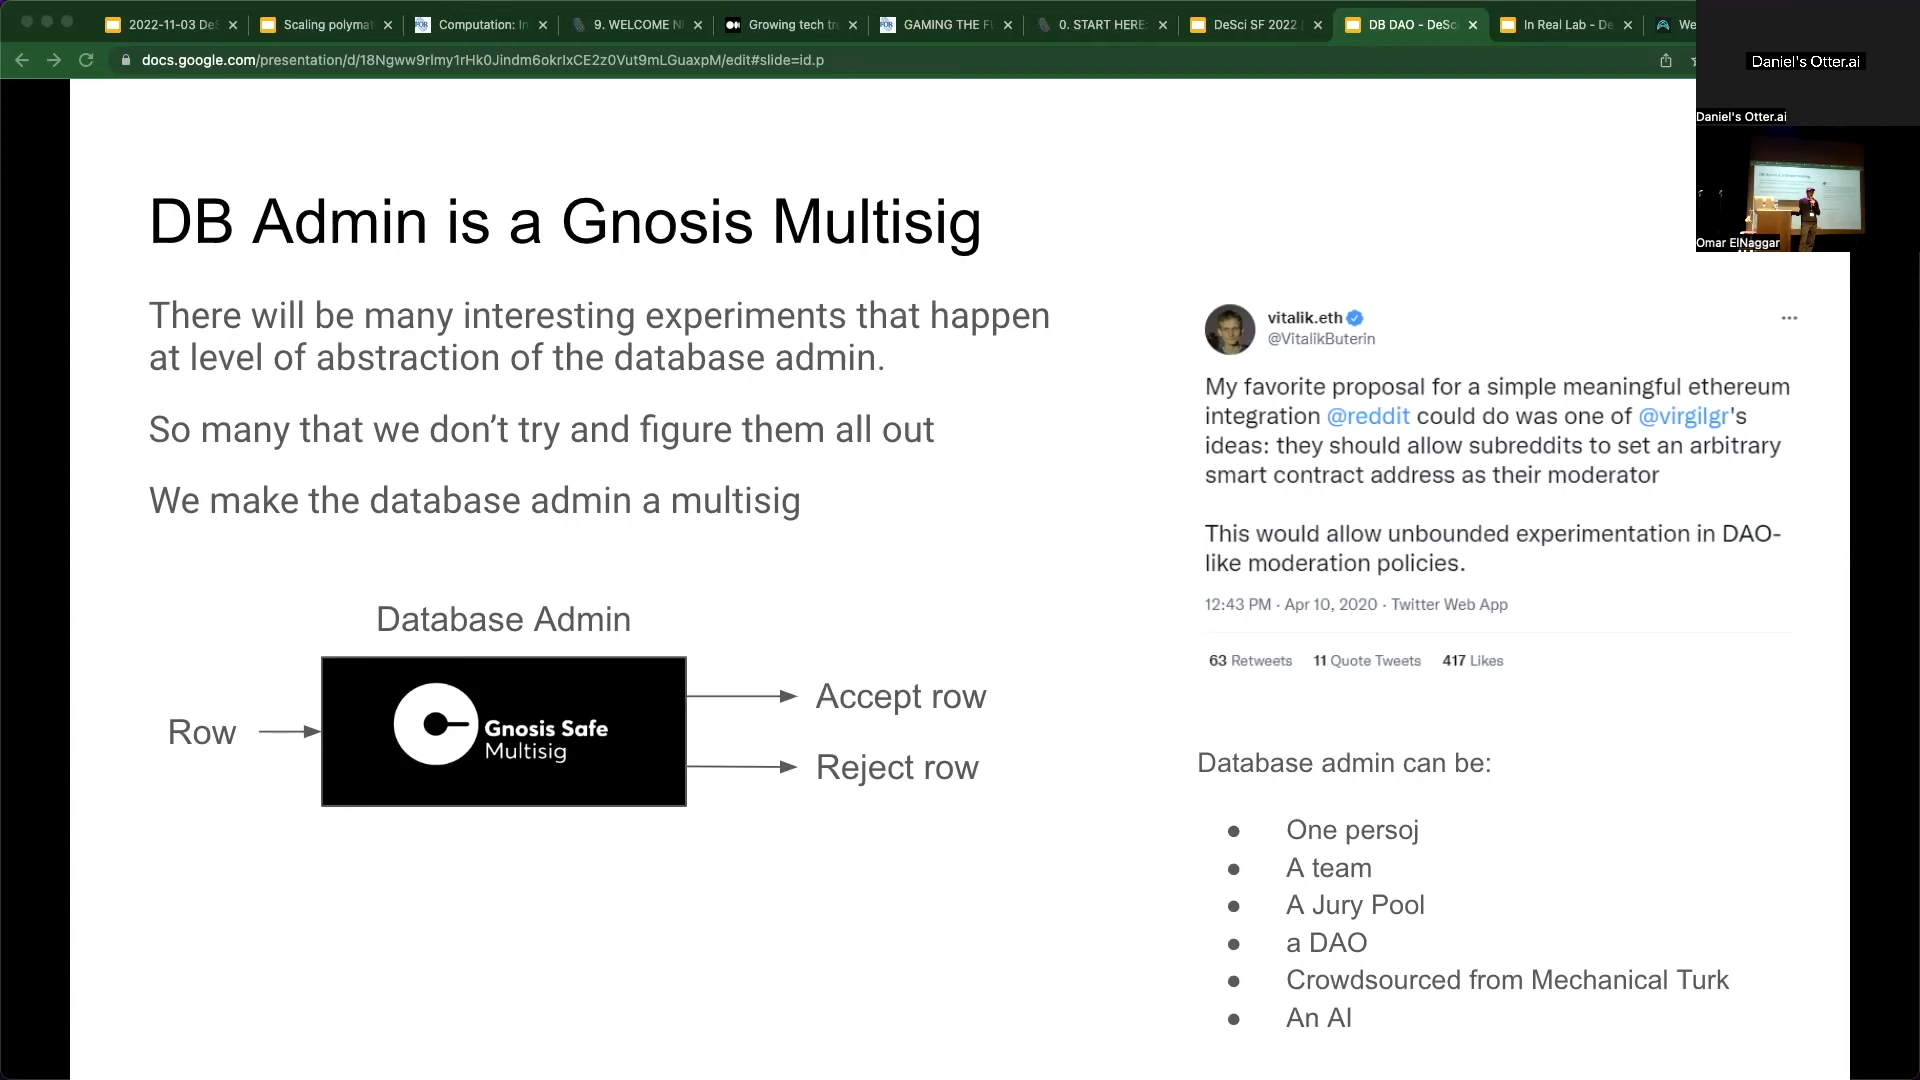 2022-11-03 De
Scaling polyma
Computation: I
9. WELCOME N
Growing tech tr
GAMING THE F
0. START HERE:
DeSci SF 2022
DB DAO - DeSc
In Real Lab - De
We
docs.google.com/presentation/d/18Ngww9rlmy1rHk0Jindm6okrIxCE2z0Vut9mLGuaxpM/edit#slide=id.p
Daniel's Otter.ai
Daniel's Otter.ai
Omar ElNaggar
DB Admin is a Gnosis Multisig
There will be many interesting experiments that happen
at level of abstraction of the database admin.
So many that we don’t try and figure them all out
We make the database admin a multisig
Database Admin
Row
Gnosis Safe
Multisig
Accept row
Reject row
vitalik.eth
@VitalikButerin
My favorite proposal for a simple meaningful ethereum
integration @reddit could do was one of @virgilgr's
ideas: they should allow subreddits to set an arbitrary
smart contract address as their moderator
This would allow unbounded experimentation in DAO-
like moderation policies.
12:43 PM · Apr 10, 2020 · Twitter Web App
63 Retweets 11 Quote Tweets 417 Likes
Database admin can be:
● One persoj
● A team
● A Jury Pool
● a DAO
● Crowdsourced from Mechanical Turk
● An AI